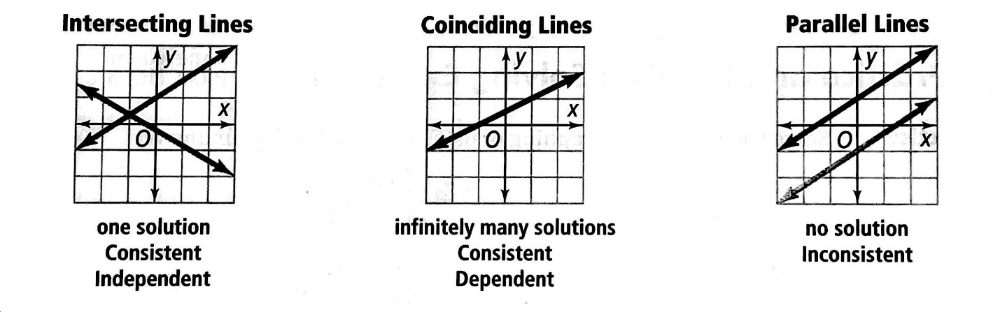 Intersecting Lines
y
x
O
one solution
Consistent
Independent
Coinciding Lines
y
x
O
infinitely many solutions
Consistent
Dependent
Parallel Lines
y
O
x
no solution
Inconsistent